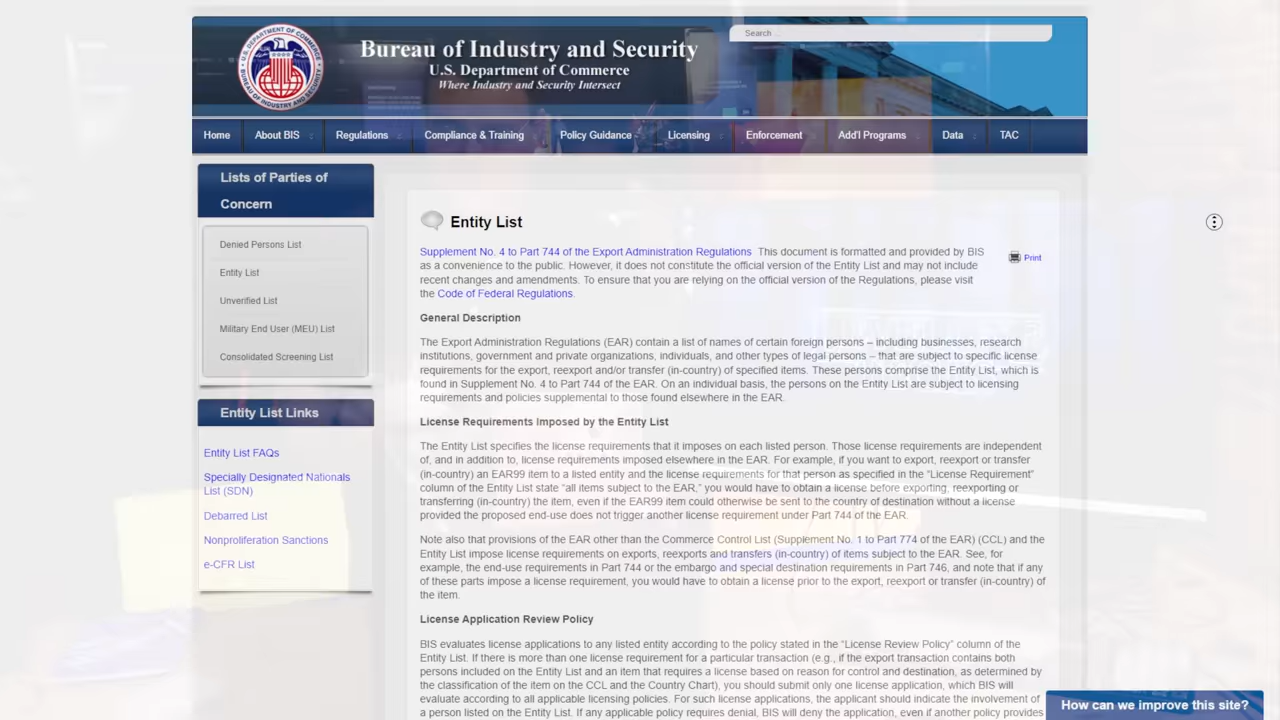 Bureau of Industry and Security
U.S. Department of Commerce
Where Industry and Security Intersect
Search ...
U.S. DEPARTMENT OF COMMERCE
BUREAU OF INDUSTRY AND SECURITY
Home
About BIS
Regulations
Compliance & Training
Policy Guidance
Licensing
Enforcement
Add'l Programs
Data
TAC
Lists of Parties of
Concern
Denied Persons List
Entity List
Unverified List
Military End User (MEU) List
Consolidated Screening List
Entity List Links
Entity List FAQs
Specially Designated Nationals
List (SDN)
Debarred List
Nonproliferation Sanctions
e-CFR List
Entity List
Print
Supplement No. 4 to Part 744 of the Export Administration Regulations This document is formatted and provided by BIS
as a convenience to the public. However, it does not constitute the official version of the Entity List and may not include
recent changes and amendments. To ensure that you are relying on the official version of the Regulations, please visit
the Code of Federal Regulations.
General Description
The Export Administration Regulations (EAR) contain a list of names of certain foreign persons – including businesses, research
institutions, government and private organizations, individuals, and other types of legal persons – that are subject to specific license
requirements for the export, reexport and/or transfer (in-country) of specified items. These persons comprise the Entity List, which is
found in Supplement No. 4 to Part 744 of the EAR. On an individual basis, the persons on the Entity List are subject to licensing
requirements and policies supplemental to those found elsewhere in the EAR.
License Requirements Imposed by the Entity List
The Entity List specifies the license requirements that it imposes on each listed person. Those license requirements are independent
of, and in addition to, license requirements imposed elsewhere in the EAR. For example, if you want to export, reexport or transfer
(in-country) an EAR99 item to a listed entity and the license requirements for that person as specified in the “License Requirement”
column of the Entity List state “all items subject to the EAR,” you would have to obtain a license before exporting, reexporting or
transferring (in-country) the item, even if the EAR99 item could otherwise be sent to the country of destination without a license
provided the proposed end-use does not trigger another license requirement under Part 744 of the EAR.
Note also that provisions of the EAR other than the Commerce Control List (Supplement No. 1 to Part 774 of the EAR) (CCL) and the
Entity List impose license requirements on exports, reexports and transfers (in-country) of items subject to the EAR. See, for
example, the end-use requirements in Part 744 or the embargo and special destination requirements in Part 746, and note that if any
of these parts impose a license requirement, you would have to obtain a license prior to the export, reexport or transfer (in-country) of
the item.
License Application Review Policy
BIS evaluates license applications to any listed entity according to the policy stated in the “License Review Policy” column of the
Entity List. If there is more than one license requirement for a particular transaction (e.g., if the export transaction contains both
persons included on the Entity List and an item that requires a license based on reason for control and destination, as determined by
the classification of the item on the CCL and the Country Chart), you should submit only one license application, which BIS will
evaluate according to all applicable licensing policies. For such license applications, the applicant should indicate the involvement of
a person listed on the Entity List. If any applicable policy requires denial, BIS will deny the application, even if another policy provides
How can we improve this site?